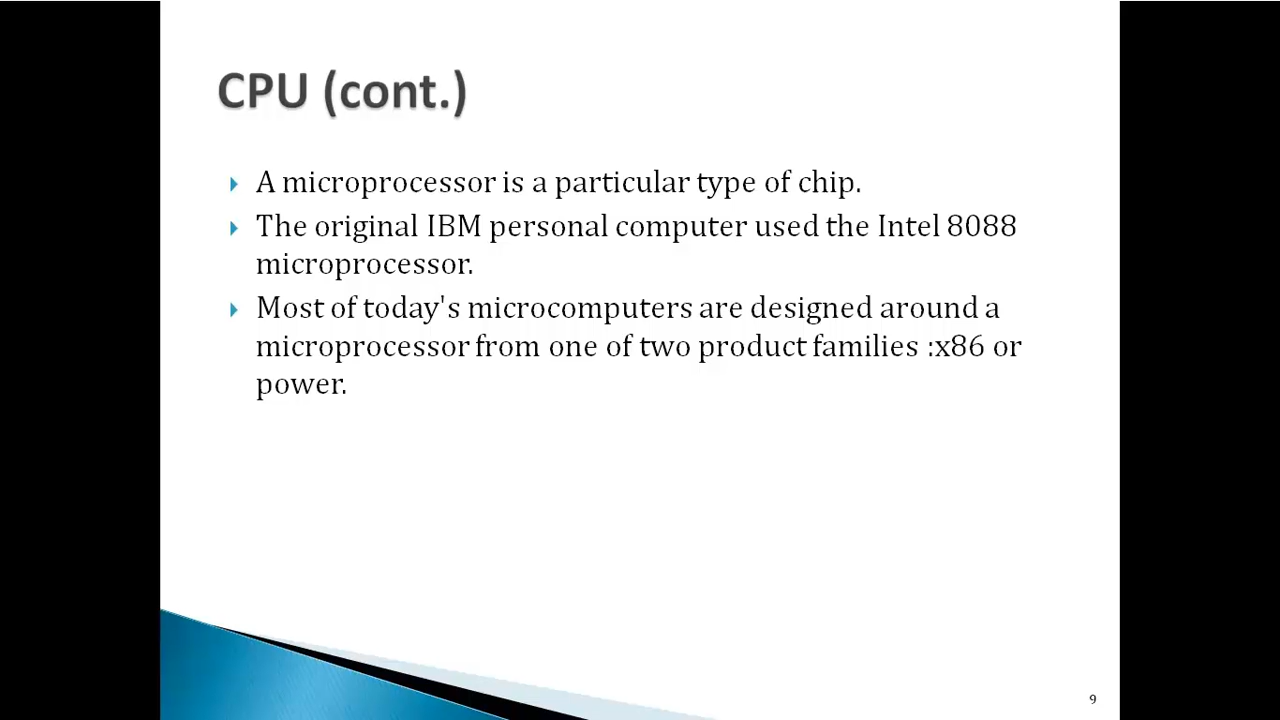 CPU (cont.)
A microprocessor is a particular type of chip.
The original IBM personal computer used the Intel 8088
microprocessor.
Most of today's microcomputers are designed around a
microprocessor from one of two product families :x86 or
power.
9